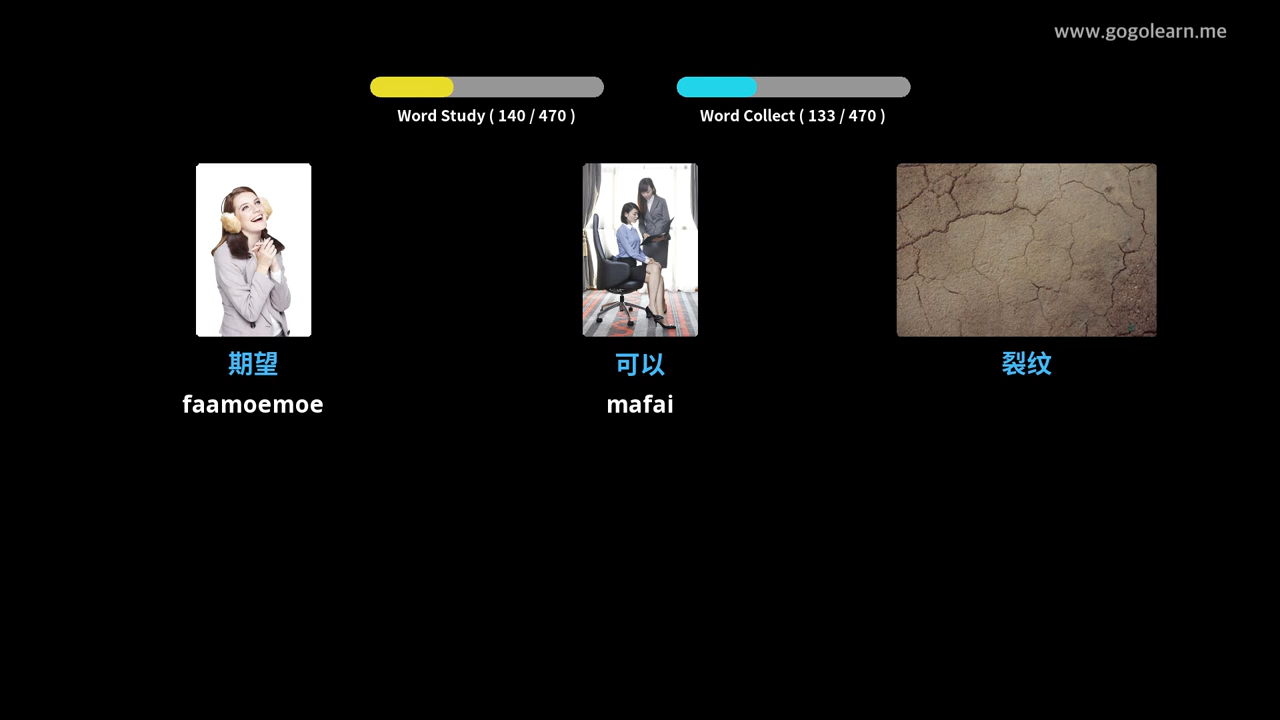 www.gogolearn.me
Word Study ( 140 / 470 )
Word Collect ( 133 / 470 )
期望
可以
裂纹
faamoemoe
mafai